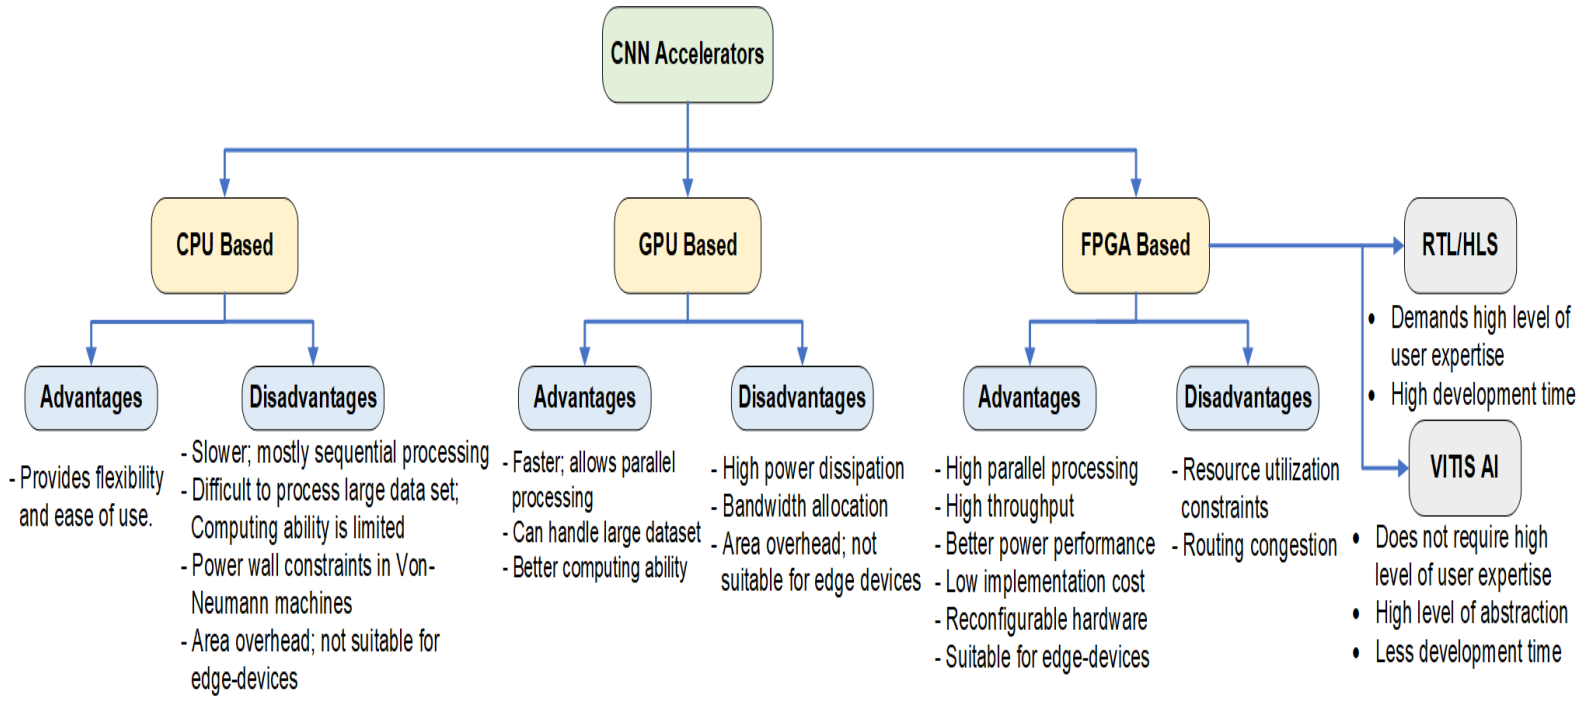 CNN Accelerators
CPU Based
GPU Based
FPGA Based
RTL/HLS
• Demands high level of
user expertise
• High development time
VITIS AI
• Does not require high
level of user expertise
• High level of abstraction
• Less development time
Advantages
- Provides flexibility
and ease of use.
Disadvantages
- Slower; mostly sequential processing
- Difficult to process large data set;
Computing ability is limited
- Power wall constraints in Von-
Neumann machines
- Area overhead; not suitable for
edge-devices
Advantages
- Faster; allows parallel
processing
- Can handle large dataset
- Better computing ability
Disadvantages
- High power dissipation
- Bandwidth allocation
- Area overhead; not
suitable for edge devices
Advantages
- High parallel processing
- High throughput
- Better power performance
- Low implementation cost
- Reconfigurable hardware
- Suitable for edge-devices
Disadvantages
- Resource utilization
constraints
- Routing congestion